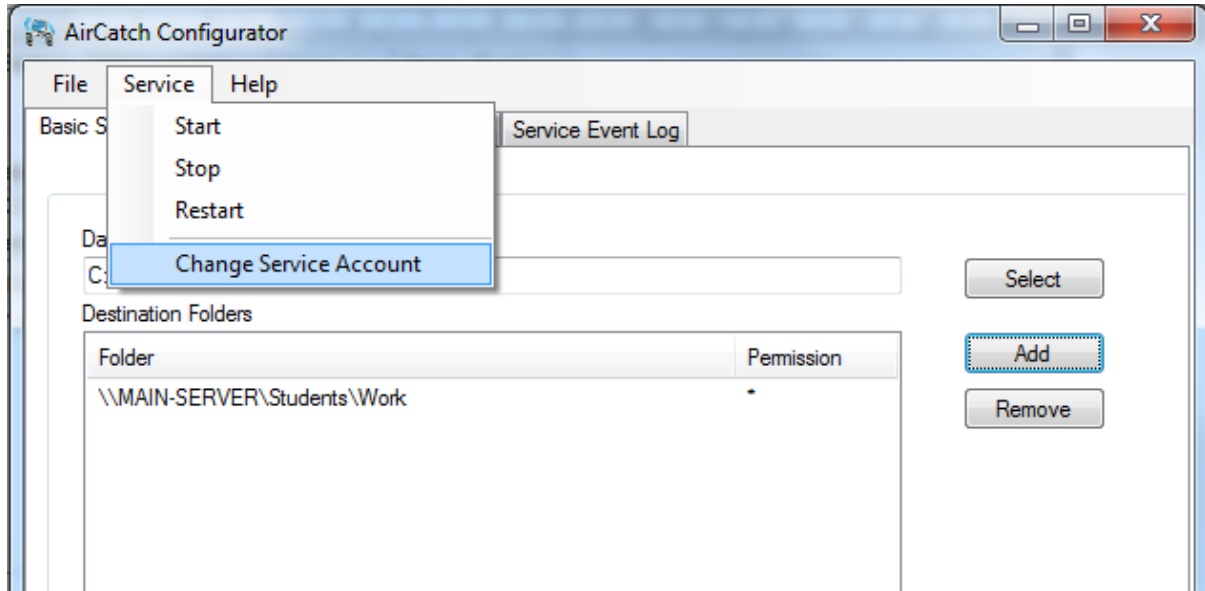 AirCatch Configurator
File Service Help
Basic S
Start
Service Event Log
Stop
Restart
Da
Change Service Account
C:
Select
Destination Folders
Folder Permission
Add
\\MAIN-SERVER\Students\Work *
Remove